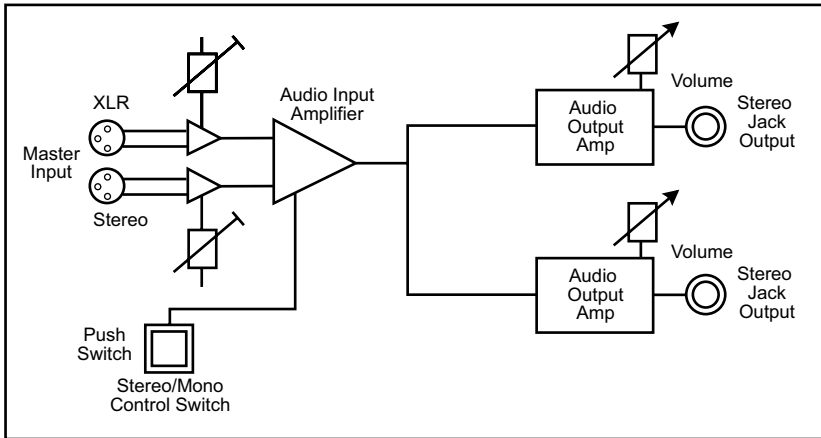 XLR
Master
Input
Stereo
Push
Switch
Stereo/Mono
Control Switch
Audio Input
Amplifier
Audio
Output
Amp
Volume
Stereo
Jack
Output
Audio
Output
Amp
Volume
Stereo
Jack
Output